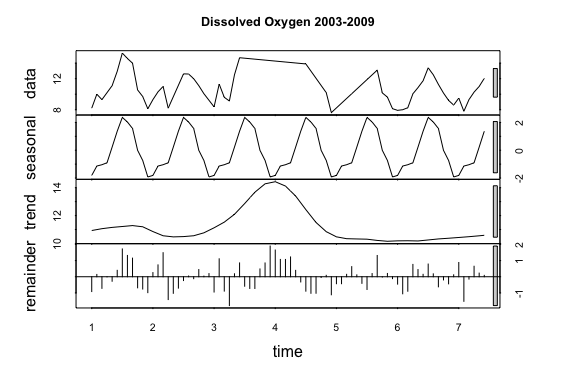 Dissolved Oxygen 2003-2009
data
8 12
seasonal
-2 0 2
trend
10 12 14
remainder
-1 1 2
1 2 3 4 5 6 7
time